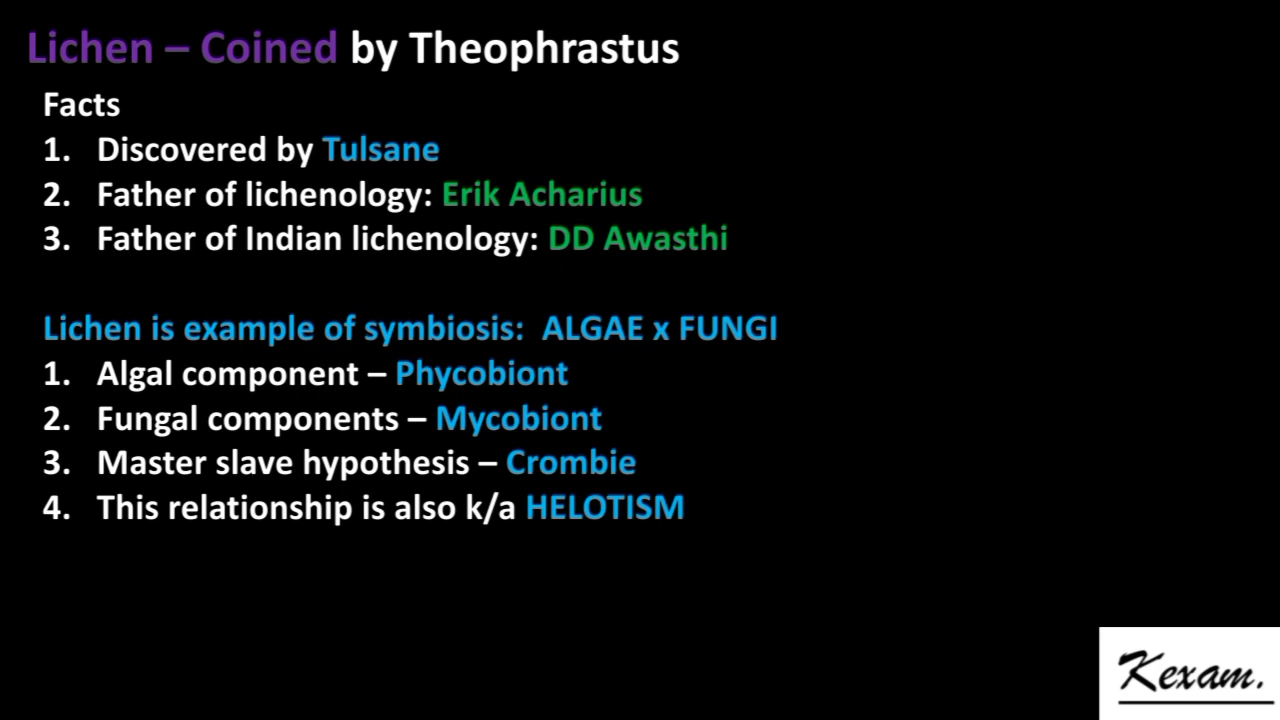 Lichen – Coined by Theophrastus
Facts
1. Discovered by Tulsane
2. Father of lichenology: Erik Acharius
3. Father of Indian lichenology: DD Awasthi
Lichen is example of symbiosis: ALGAE x FUNGI
1. Algal component – Phycobiont
2. Fungal components – Mycobiont
3. Master slave hypothesis – Crombie
4. This relationship is also k/a HELOTISM
Kexam.